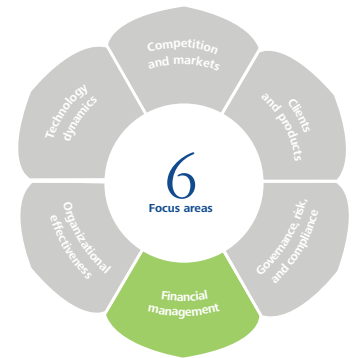 Competition
and markets
Clients
and products
Governance, risk,
and compliance
Financial
management
Organizational
effectiveness
Technology
dynamics
6
Focus areas